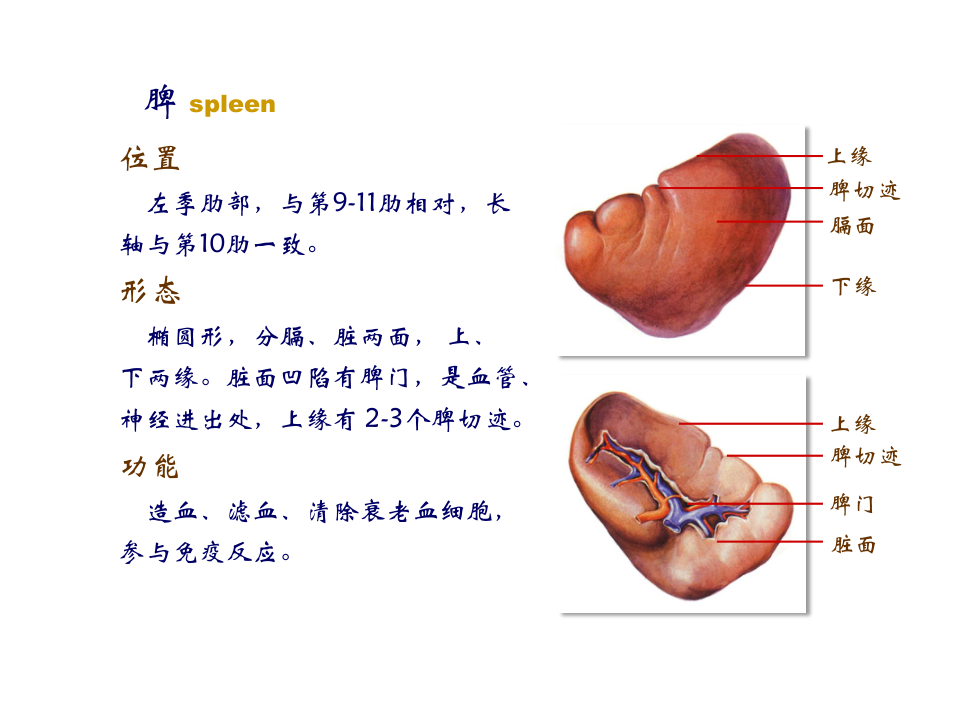 脾 spleen
位置
左季肋部，与第9-11肋相对，长
轴与第10肋一致。
形态
椭圆形，分膈、脏两面， 上、
下两缘。脏面凹陷有脾门，是血管、
神经进出处，上缘有 2-3个脾切迹。
功能
造血、滤血、清除衰老血细胞，
参与免疫反应。
上缘
脾切迹
膈面
下缘
上缘
脾切迹
脾门
脏面